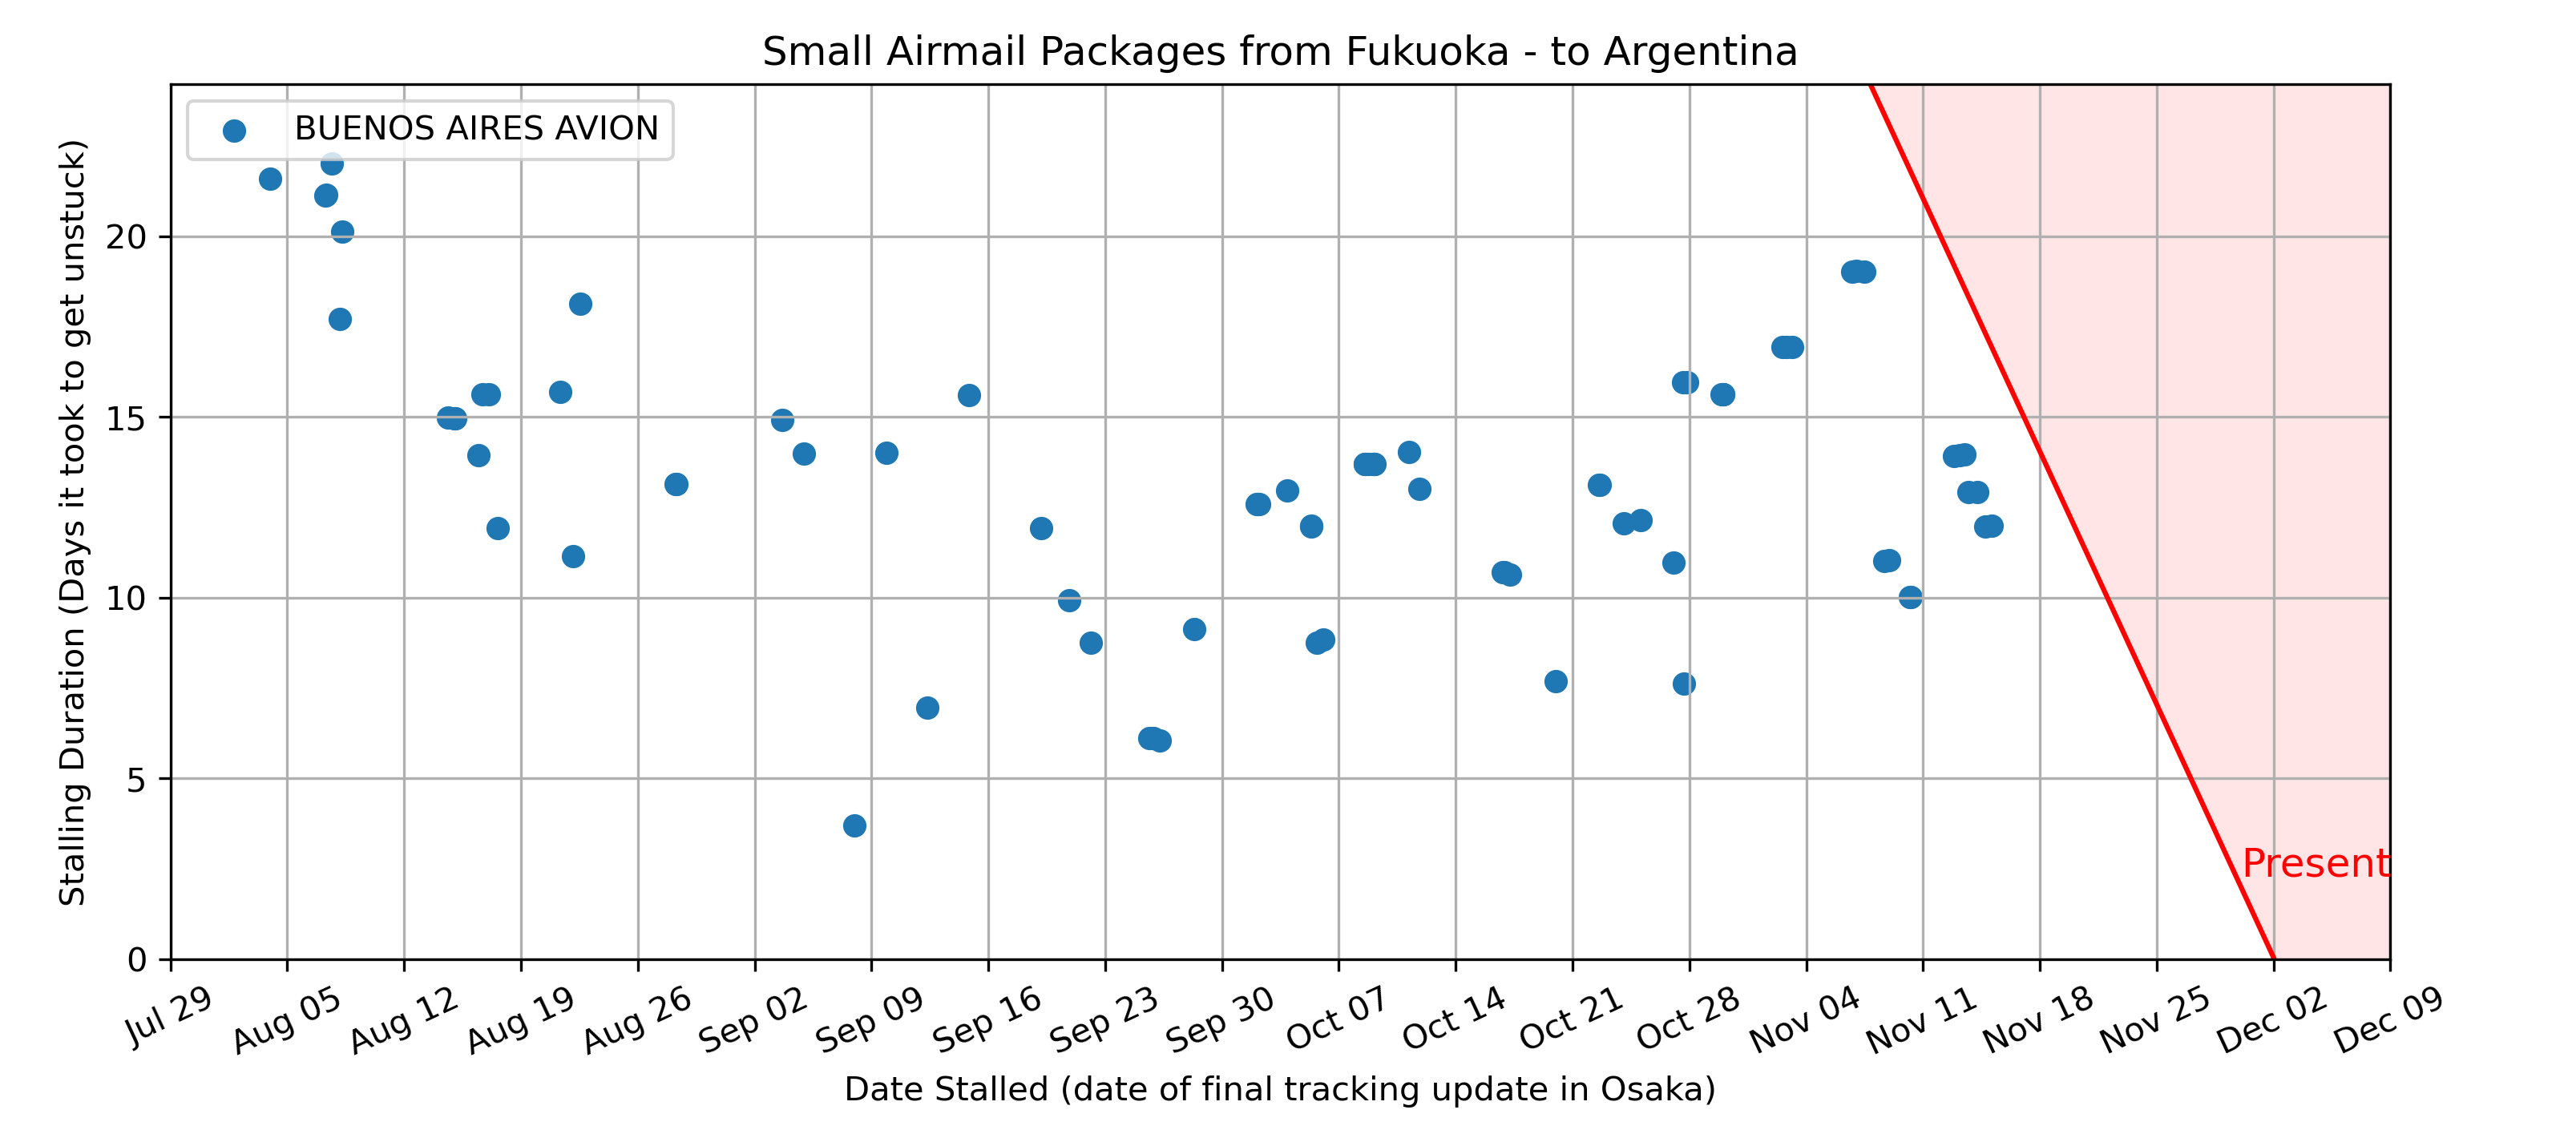 Small Airmail Packages from Fukuoka - to Argentina
BUENOS AIRES AVION
Stalling Duration (Days it took to get unstuck)
20
15
10
5
0
Present
Jul 29
Aug 05
Aug 12
Aug 19
Aug 26
Sep 02
Sep 09
Sep 16
Sep 23
Sep 30
Oct 07
Oct 14
Oct 21
Oct 28
Nov 04
Nov 11
Nov 18
Nov 25
Dec 02
Dec 09
Date Stalled (date of final tracking update in Osaka)